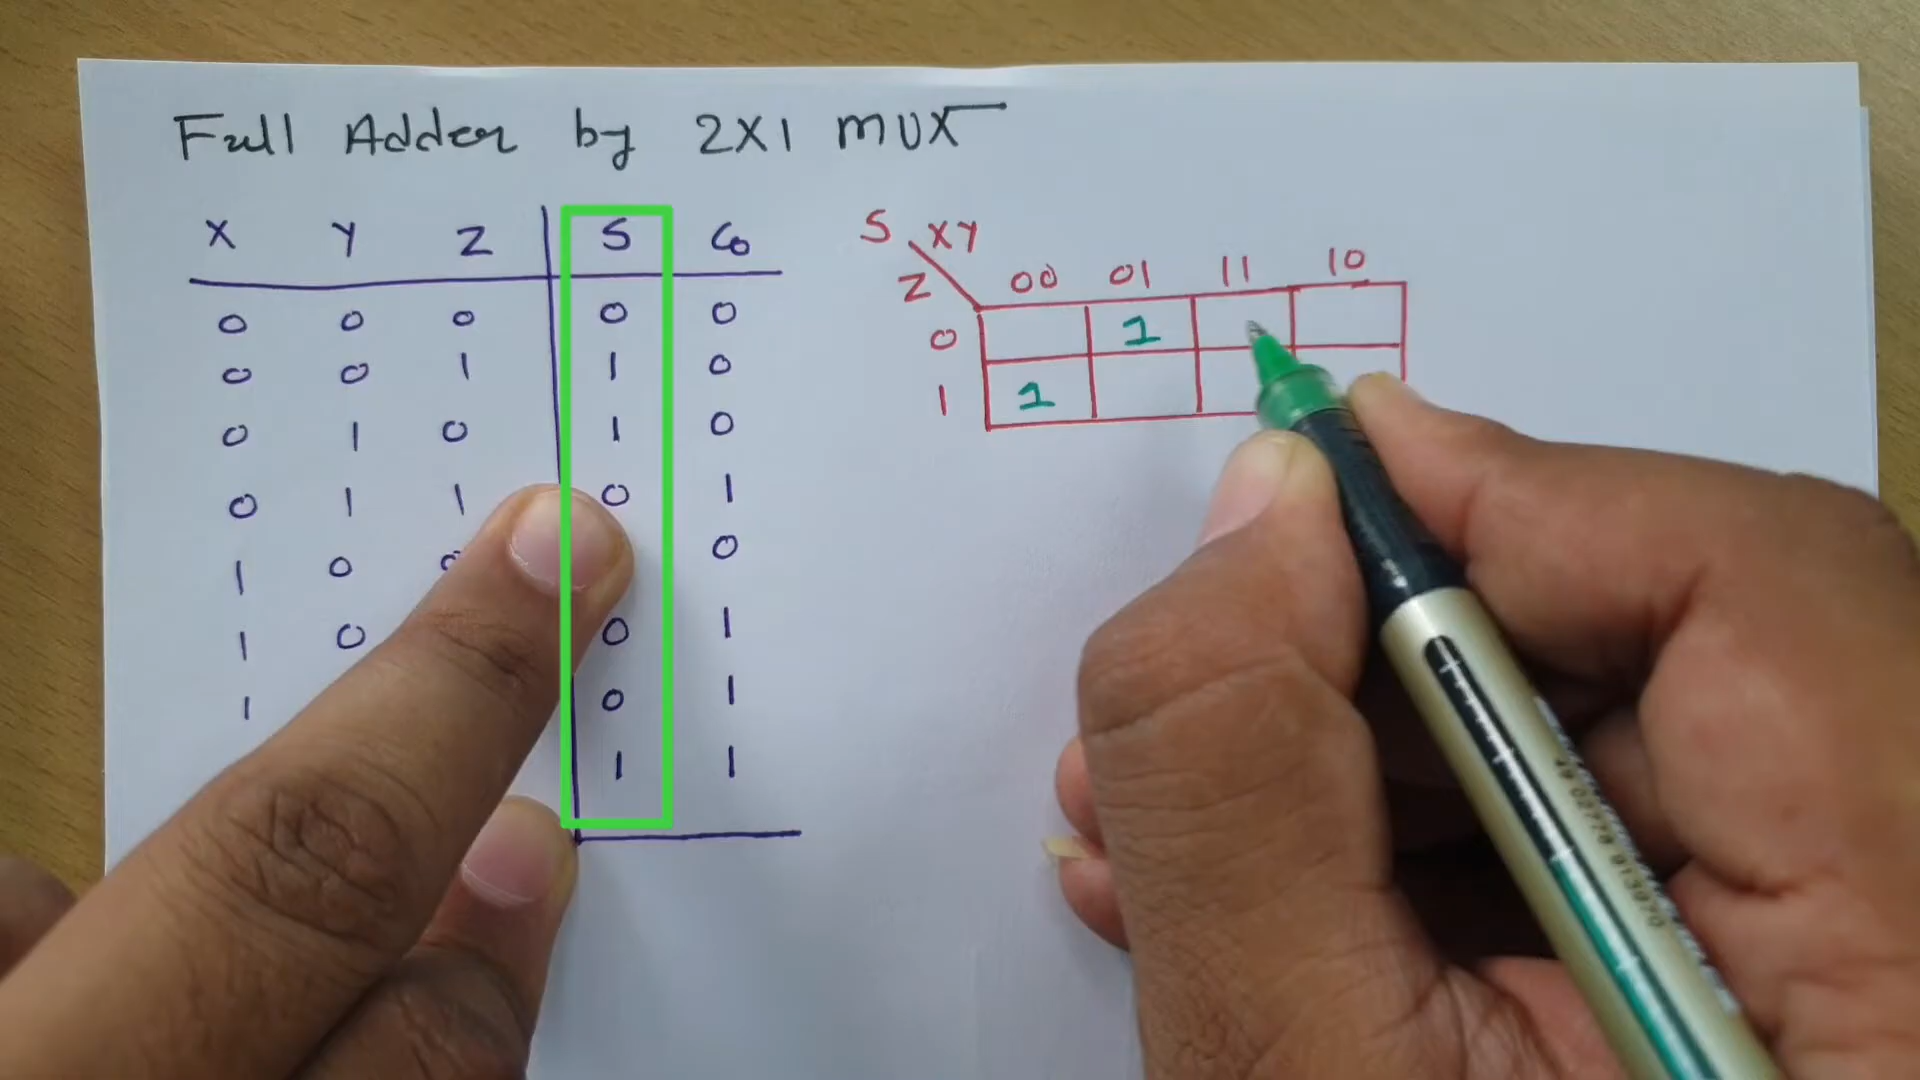 Full Adder by 2X1 MUX
X Y Z S Co
0 0 0 0 0
0 0 1 1 0
0 1 0 1 0
0 1 1 0 1
1 0 0
1 0 0 1
1 0 1
1 1
S XY
Z 00 01 11 10
0 1
1 1